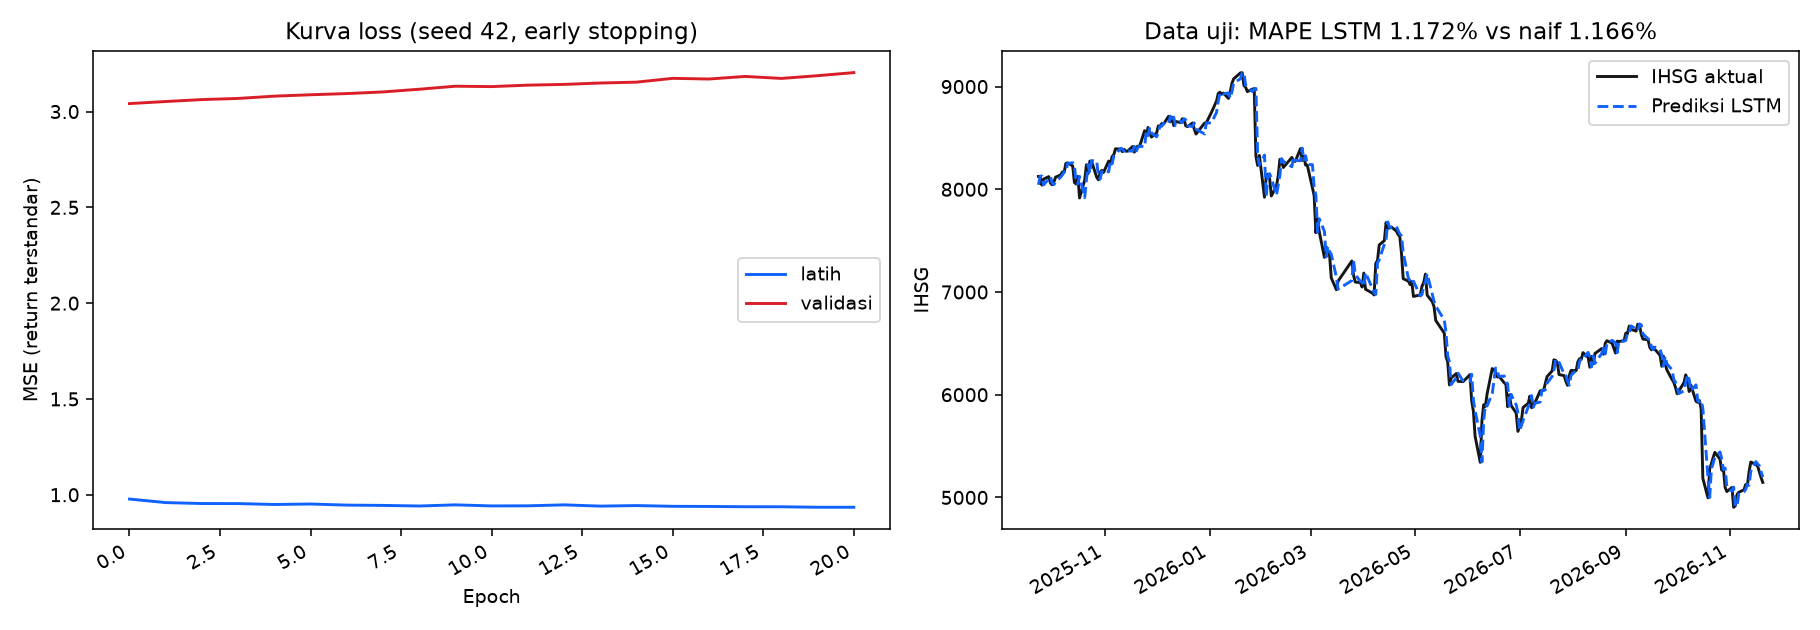 Kurva loss (seed 42, early stopping)
MSE (return terstandar)
3.0
2.5
2.0
1.5
1.0
latih
validasi
0.0
2.5
5.0
7.5
10.0
12.5
15.0
17.5
20.0
Epoch
Data uji: MAPE LSTM 1.172% vs naif 1.166%
IHSG
9000
8000
7000
6000
5000
IHSG aktual
Prediksi LSTM
2025-11
2026-01
2026-03
2026-05
2026-07
2026-09
2026-11